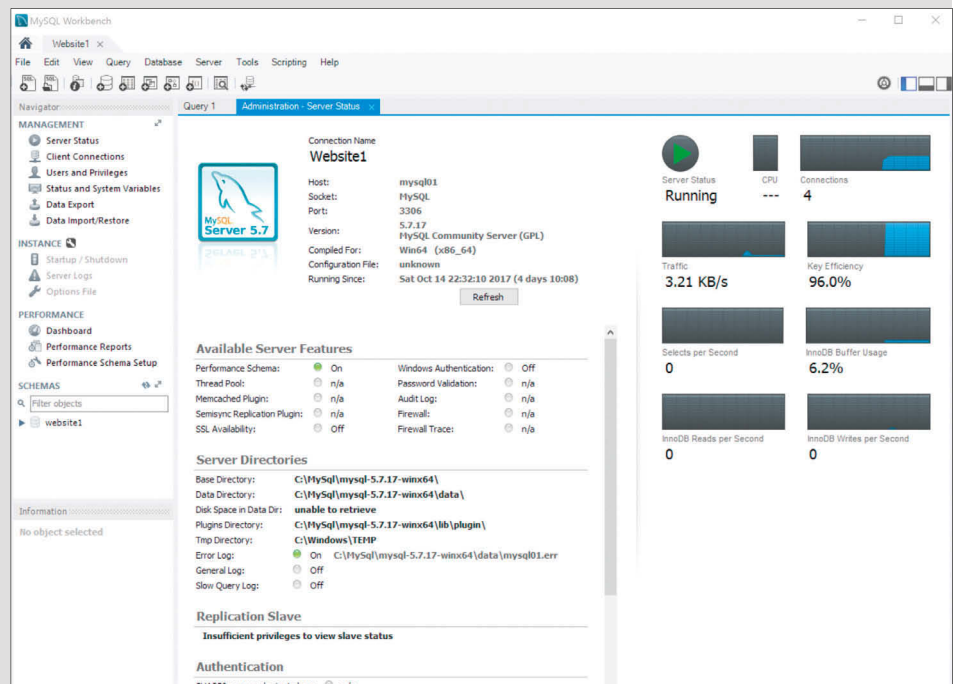 MySQL Workbench
Website1
File Edit View Query Database Server Tools Scripting Help
Navigator
Query 1 Administration - Server Status
MANAGEMENT
Server Status
Client Connections
Users and Privileges
Status and System Variables
Data Export
Data Import/Restore
INSTANCE
Startup / Shutdown
Server Logs
Options File
PERFORMANCE
Dashboard
Performance Reports
Performance Schema Setup
SCHEMAS
Filter objects
website1
Information
No object selected
MySQL
Server 5.7
Connection Name
Website1
Host: mysql01
Socket: MySQL
Port: 3306
Version: 5.7.17
MySQL Community Server (GPL)
Compiled For: Win64 (x86_64)
Configuration File: unknown
Running Since: Sat Oct 14 22:32:10 2017 (4 days 10:08)
Refresh
Available Server Features
Performance Schema: On Windows Authentication: Off
Thread Pool: n/a Password Validation: n/a
Memcached Plugin: n/a Audit Log: n/a
Semisync Replication Plugin: n/a Firewall: n/a
SSL Availability: Off Firewall Trace: n/a
Server Directories
Base Directory: C:\MySql\mysql-5.7.17-winx64\
Data Directory: C:\MySql\mysql-5.7.17-winx64\data\
Disk Space in Data Dir: unable to retrieve
Plugins Directory: C:\MySql\mysql-5.7.17-winx64\lib\plugin\
Tmp Directory: C:\Windows\TEMP
Error Log: On C:\MySql\mysql-5.7.17-winx64\data\mysql01.err
General Log: Off
Slow Query Log: Off
Replication Slave
Insufficient privileges to view slave status
Authentication
Server Status CPU Connections
Running --- 4
Traffic Key Efficiency
3.21 KB/s 96.0%
Selects per Second InnoDB Buffer Usage
0 6.2%
InnoDB Reads per Second InnoDB Writes per Second
0 0